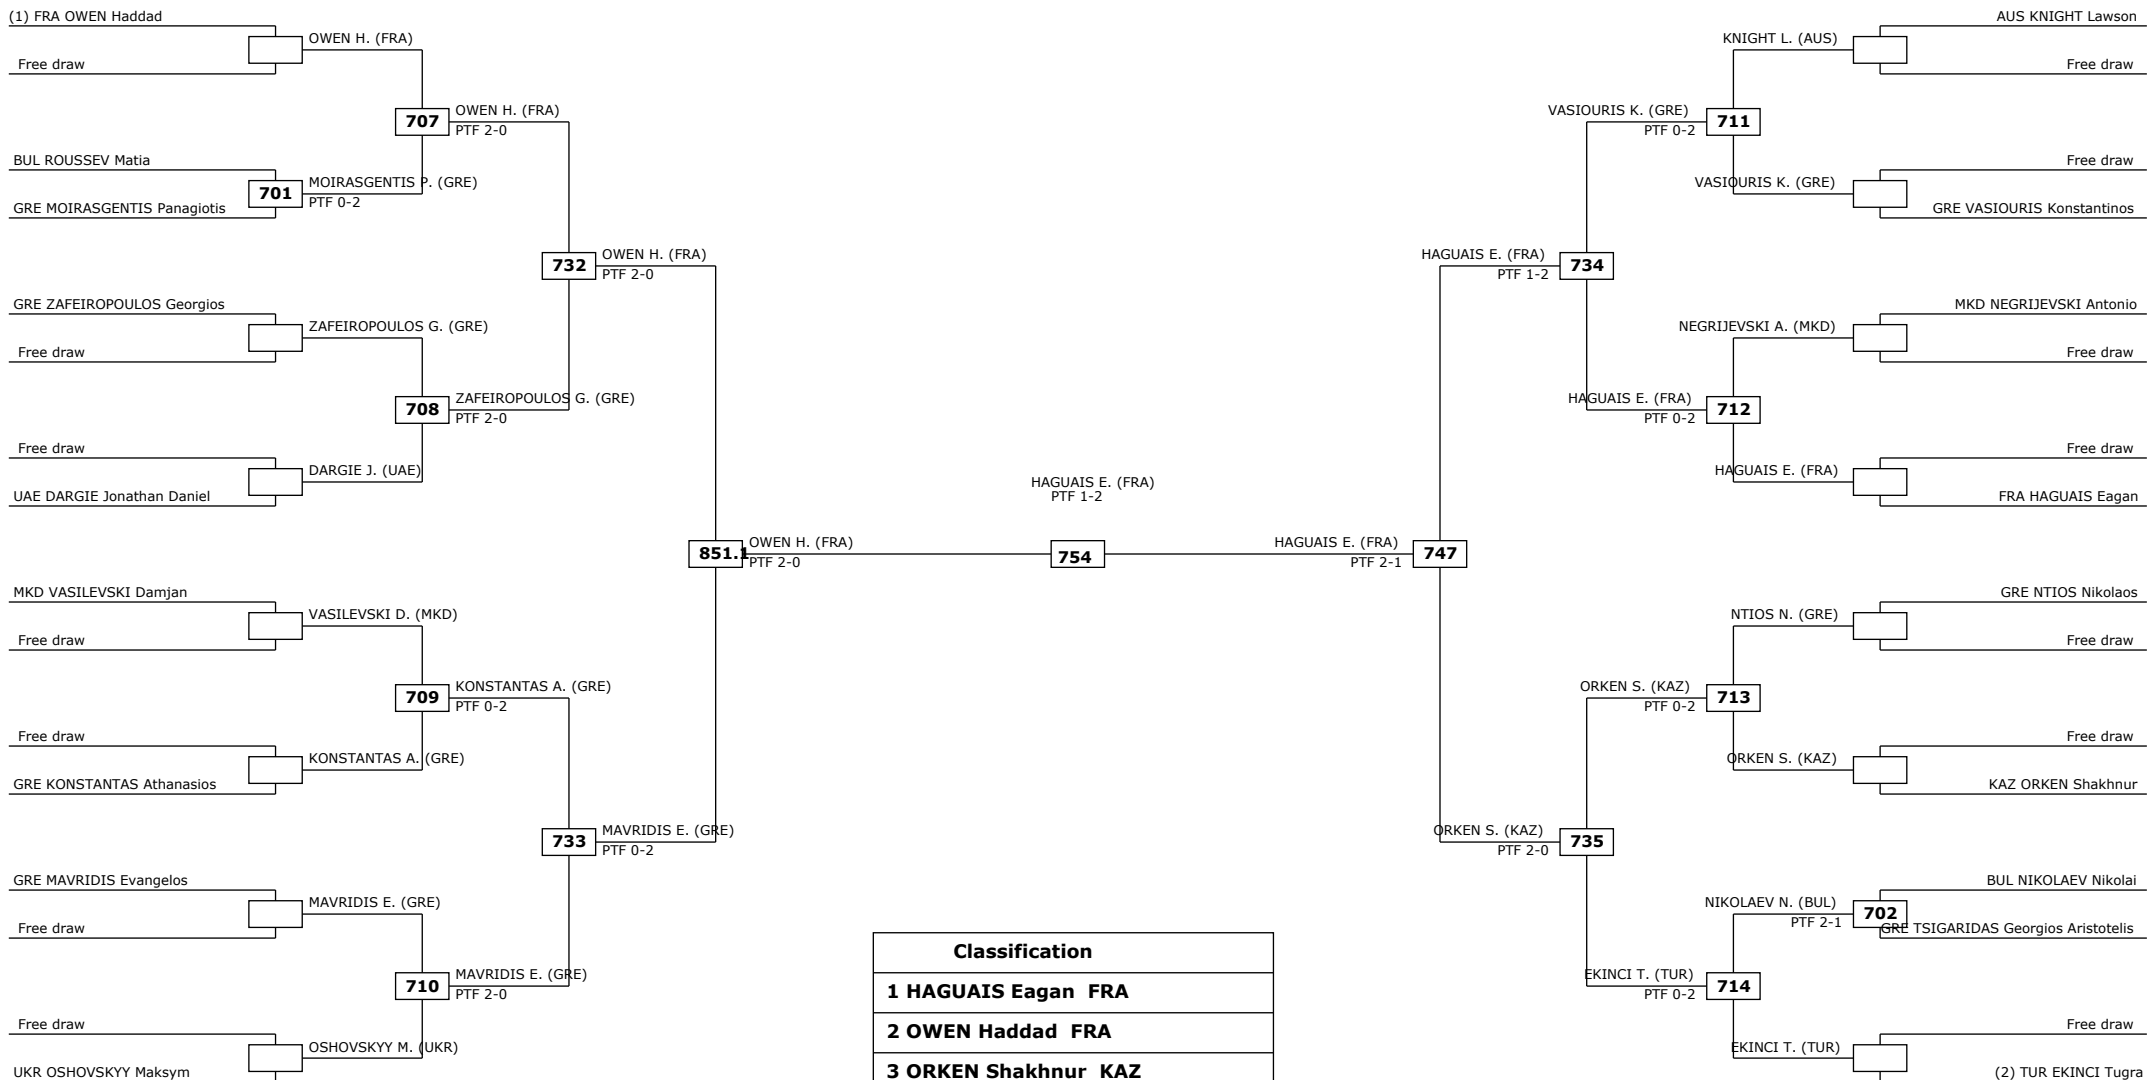 (1) FRA OWEN Haddad
Free draw
OWEN H. (FRA)
BUL ROUSSEV Matia
GRE MOIRASGENTIS Panagiotis
701
MOIRASGENTIS P. (GRE)
PTF 0-2
707
OWEN H. (FRA)
PTF 2-0
GRE ZAFEIROPOULOS Georgios
Free draw
ZAFEIROPOULOS G. (GRE)
Free draw
UAE DARGIE Jonathan Daniel
DARGIE J. (UAE)
708
ZAFEIROPOULOS G. (GRE)
PTF 2-0
732
OWEN H. (FRA)
PTF 2-0
MKD VASILEVSKI Damjan
Free draw
VASILEVSKI D. (MKD)
Free draw
GRE KONSTANTAS Athanasios
KONSTANTAS A. (GRE)
709
KONSTANTAS A. (GRE)
PTF 0-2
GRE MAVRIDIS Evangelos
Free draw
MAVRIDIS E. (GRE)
Free draw
UKR OSHOVSKYY Maksym
OSHOVSKYY M. (UKR)
710
MAVRIDIS E. (GRE)
PTF 2-0
733
MAVRIDIS E. (GRE)
PTF 0-2
851.1
OWEN H. (FRA)
PTF 2-0
HAGUAIS E. (FRA)
PTF 1-2
754
HAGUAIS E. (FRA)
PTF 2-1
747
AUS KNIGHT Lawson
Free draw
KNIGHT L. (AUS)
Free draw
GRE VASIOURIS Konstantinos
VASIOURIS K. (GRE)
711
VASIOURIS K. (GRE)
PTF 0-2
MKD NEGRIJEVSKI Antonio
Free draw
NEGRIJEVSKI A. (MKD)
Free draw
FRA HAGUAIS Eagan
HAGUAIS E. (FRA)
712
HAGUAIS E. (FRA)
PTF 0-2
734
HAGUAIS E. (FRA)
PTF 1-2
GRE NTIOS Nikolaos
Free draw
NTIOS N. (GRE)
Free draw
KAZ ORKEN Shakhnur
ORKEN S. (KAZ)
713
ORKEN S. (KAZ)
PTF 0-2
BUL NIKOLAEV Nikolai
GRE TSIGARIDAS Georgios Aristotelis
702
NIKOLAEV N. (BUL)
PTF 2-1
Free draw
(2) TUR EKINCI Tugra
EKINCI T. (TUR)
714
EKINCI T. (TUR)
PTF 0-2
735
ORKEN S. (KAZ)
PTF 2-0
Classification
1 HAGUAIS Eagan FRA
2 OWEN Haddad FRA
3 ORKEN Shakhnur KAZ